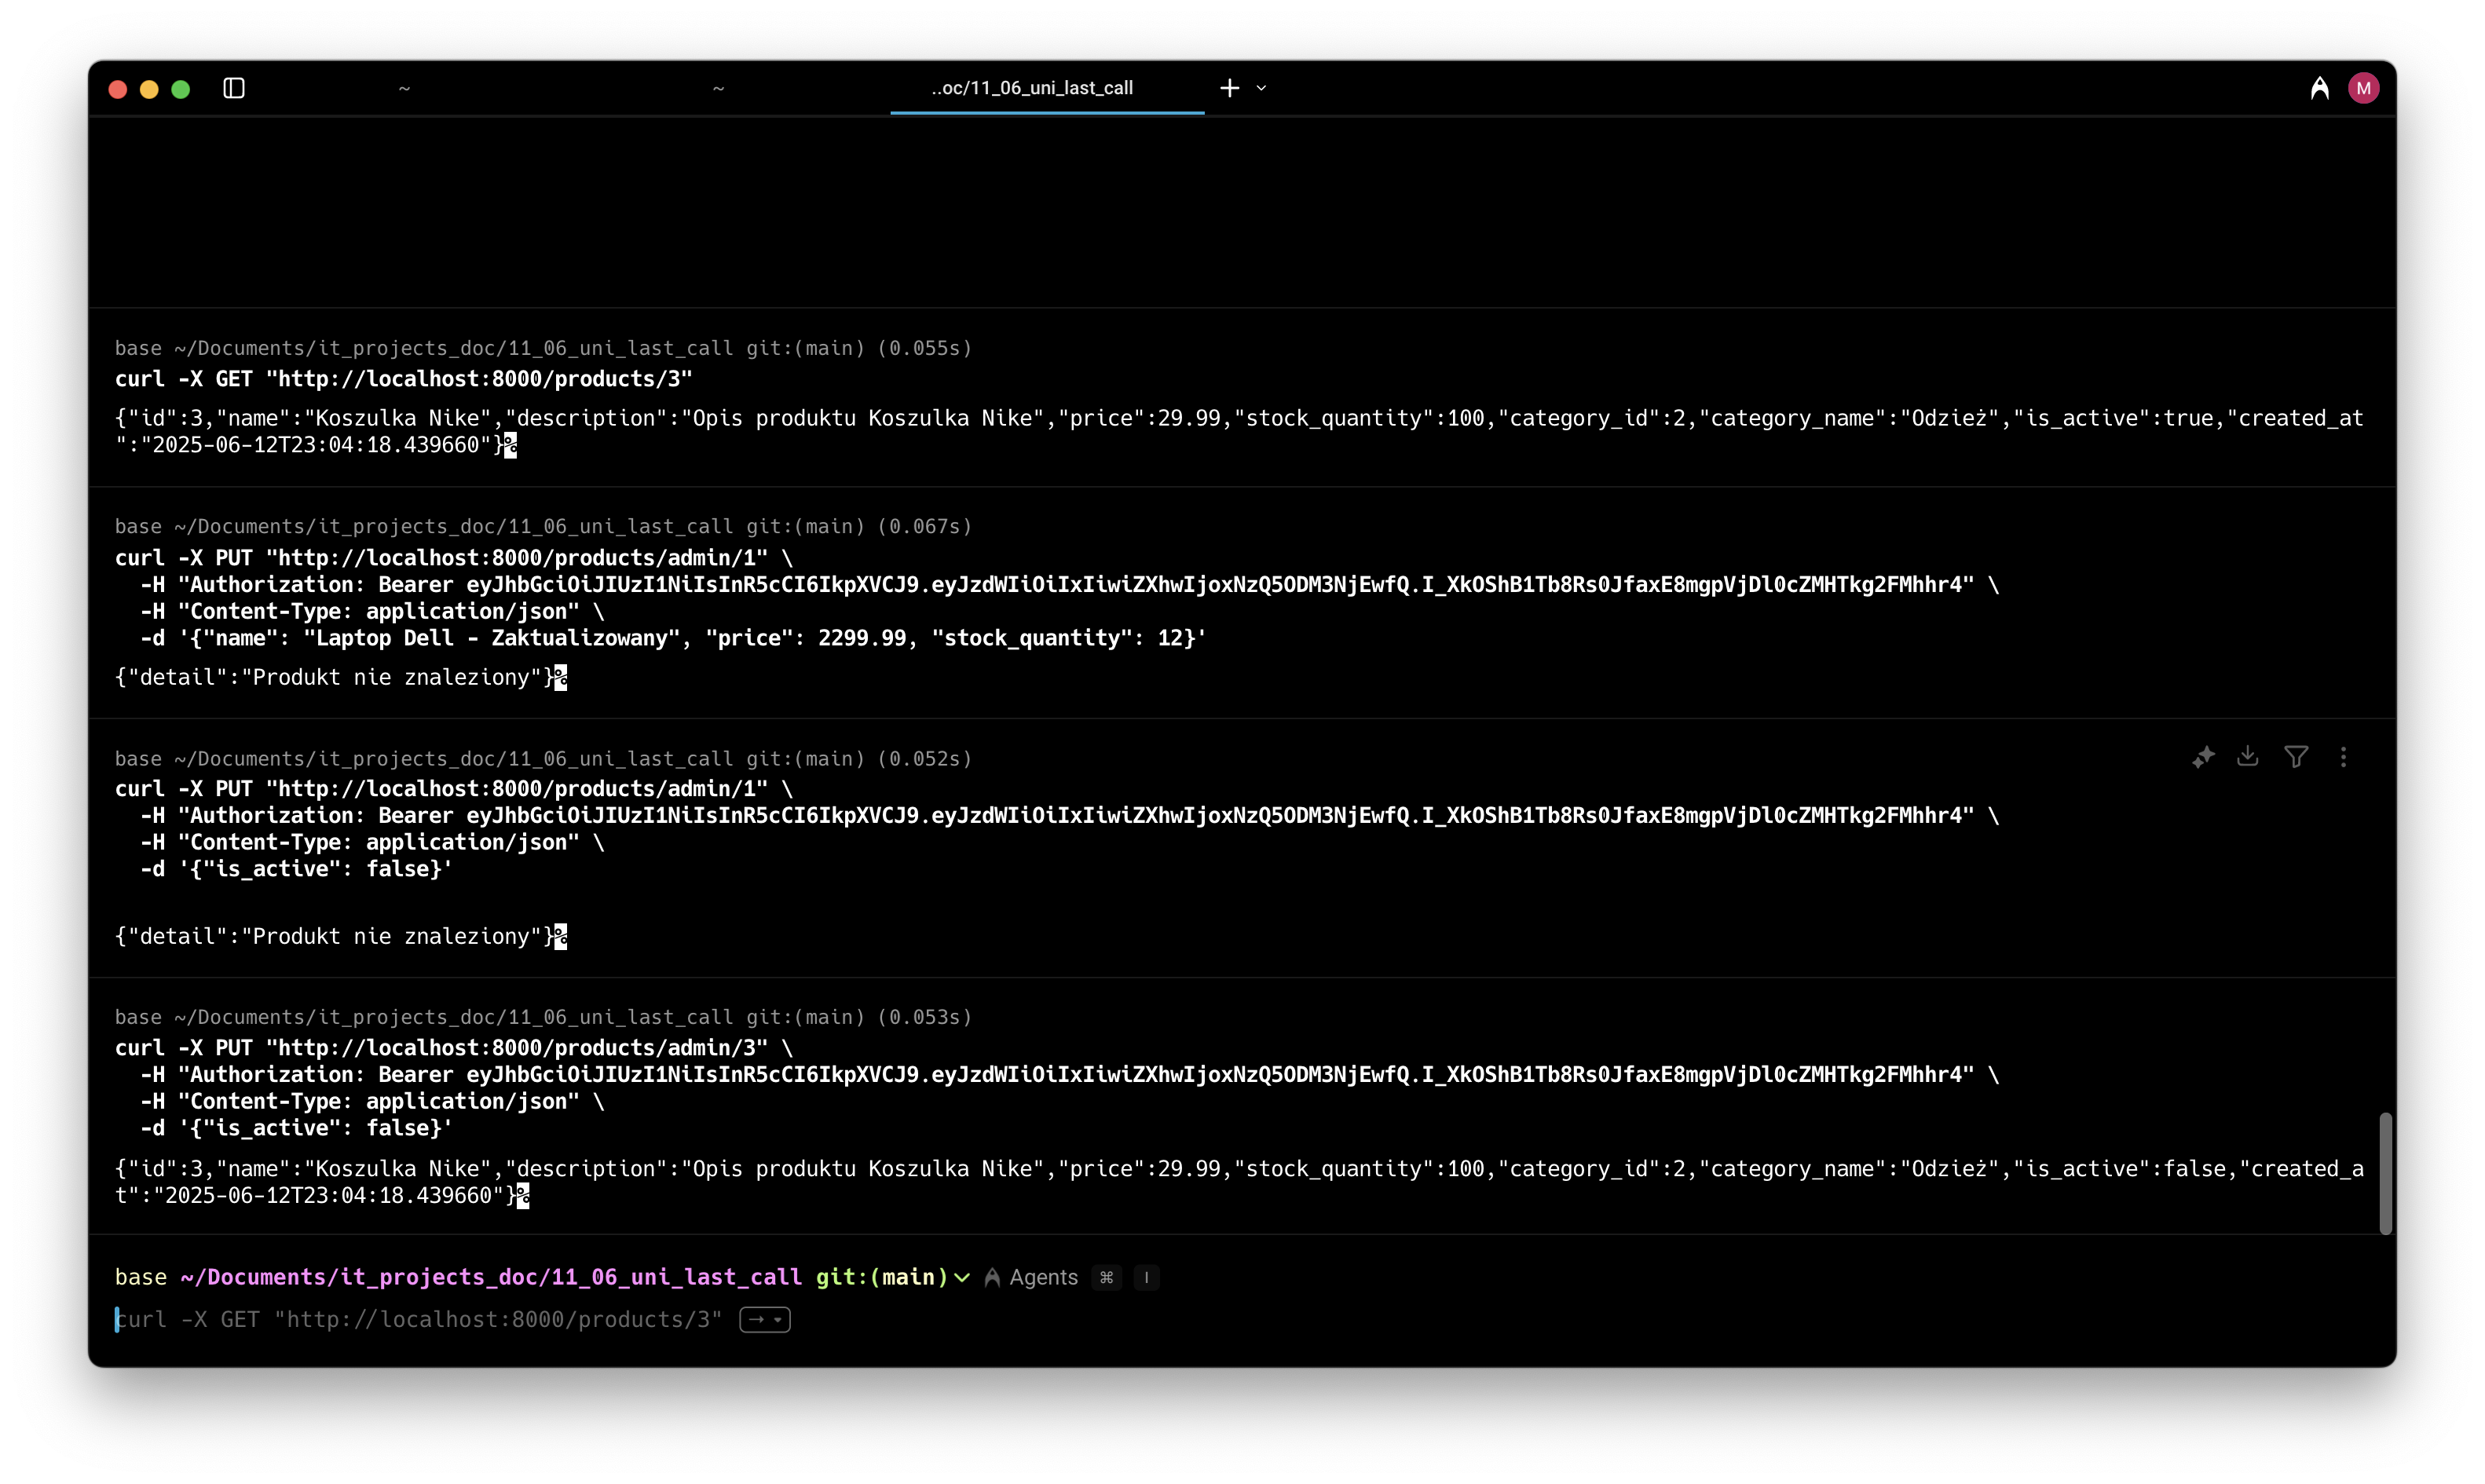 ~
~
..oc/11_06_uni_last_call
M
base ~/Documents/it_projects_doc/11_06_uni_last_call git:(main) (0.055s)
curl -X GET "http://localhost:8000/products/3"
{"id":3,"name":"Koszulka Nike","description":"Opis produktu Koszulka Nike","price":29.99,"stock_quantity":100,"category_id":2,"category_name":"Odzież","is_active":true,"created_at
":"2025-06-12T23:04:18.439660"}%
base ~/Documents/it_projects_doc/11_06_uni_last_call git:(main) (0.067s)
curl -X PUT "http://localhost:8000/products/admin/1" \
-H "Authorization: Bearer eyJhbGciOiJIUzI1NiIsInR5cCI6IkpXVCJ9.eyJzdWIiOiIxIiwiZXhwIjoxNzQ5ODM3NjEwfQ.I_XkOShB1Tb8Rs0JfaxE8mgpVjDl0cZMHTkg2FMhhr4" \
-H "Content-Type: application/json" \
-d '{"name": "Laptop Dell - Zaktualizowany", "price": 2299.99, "stock_quantity": 12}'
{"detail":"Produkt nie znaleziony"}%
base ~/Documents/it_projects_doc/11_06_uni_last_call git:(main) (0.052s)
curl -X PUT "http://localhost:8000/products/admin/1" \
-H "Authorization: Bearer eyJhbGciOiJIUzI1NiIsInR5cCI6IkpXVCJ9.eyJzdWIiOiIxIiwiZXhwIjoxNzQ5ODM3NjEwfQ.I_XkOShB1Tb8Rs0JfaxE8mgpVjDl0cZMHTkg2FMhhr4" \
-H "Content-Type: application/json" \
-d '{"is_active": false}'
{"detail":"Produkt nie znaleziony"}%
base ~/Documents/it_projects_doc/11_06_uni_last_call git:(main) (0.053s)
curl -X PUT "http://localhost:8000/products/admin/3" \
-H "Authorization: Bearer eyJhbGciOiJIUzI1NiIsInR5cCI6IkpXVCJ9.eyJzdWIiOiIxIiwiZXhwIjoxNzQ5ODM3NjEwfQ.I_XkOShB1Tb8Rs0JfaxE8mgpVjDl0cZMHTkg2FMhhr4" \
-H "Content-Type: application/json" \
-d '{"is_active": false}'
{"id":3,"name":"Koszulka Nike","description":"Opis produktu Koszulka Nike","price":29.99,"stock_quantity":100,"category_id":2,"category_name":"Odzież","is_active":false,"created_a
t":"2025-06-12T23:04:18.439660"}%
base ~/Documents/it_projects_doc/11_06_uni_last_call git:(main) Agents ⌘ I
curl -X GET "http://localhost:8000/products/3" →